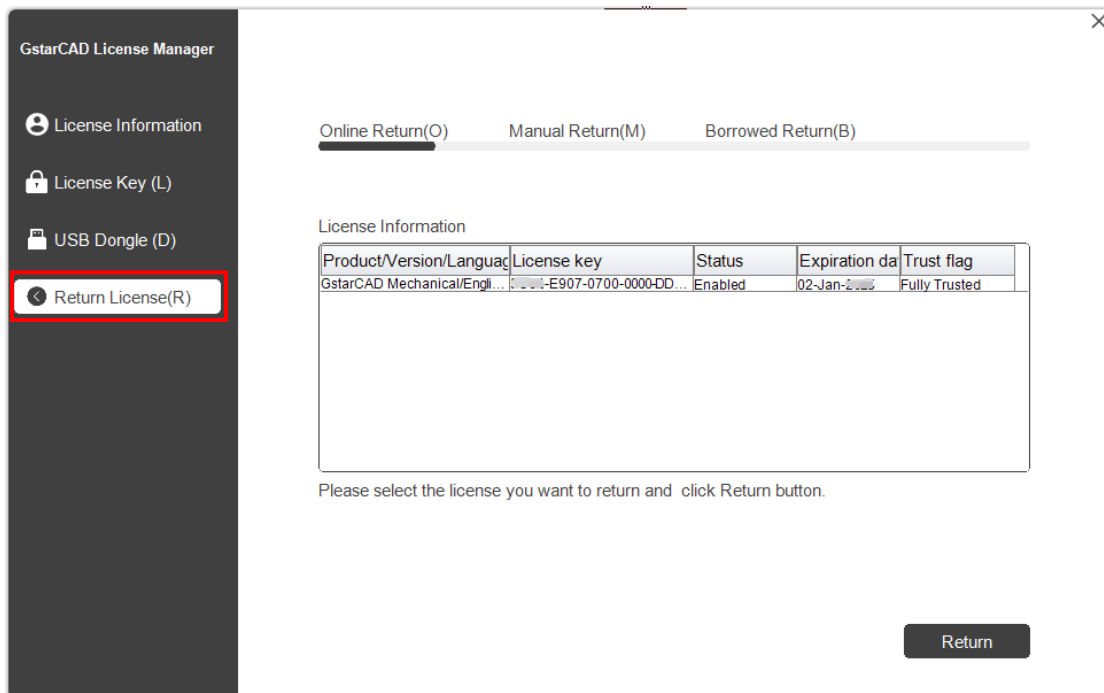 GstarCAD License Manager
License Information
License Key (L)
USB Dongle (D)
Return License(R)
Online Return(O) Manual Return(M) Borrowed Return(B)
License Information
Product/Version/Languag License key Status Expiration da Trust flag
GstarCAD Mechanical/Engli... -E907-0700-0000-DD... Enabled 02-Jan- Fully Trusted
Please select the license you want to return and click Return button.
Return